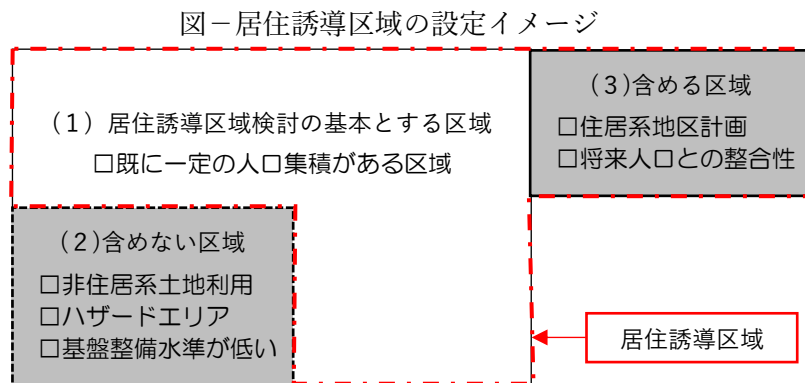 図－居住誘導区域の設定イメージ
（１）居住誘導区域検討の基本とする区域
□既に一定の人口集積がある区域
（３）含める区域
□住居系地区計画
□将来人口との整合性
（２）含めない区域
□非住居系土地利用
□ハザードエリア
□基盤整備水準が低い
居住誘導区域